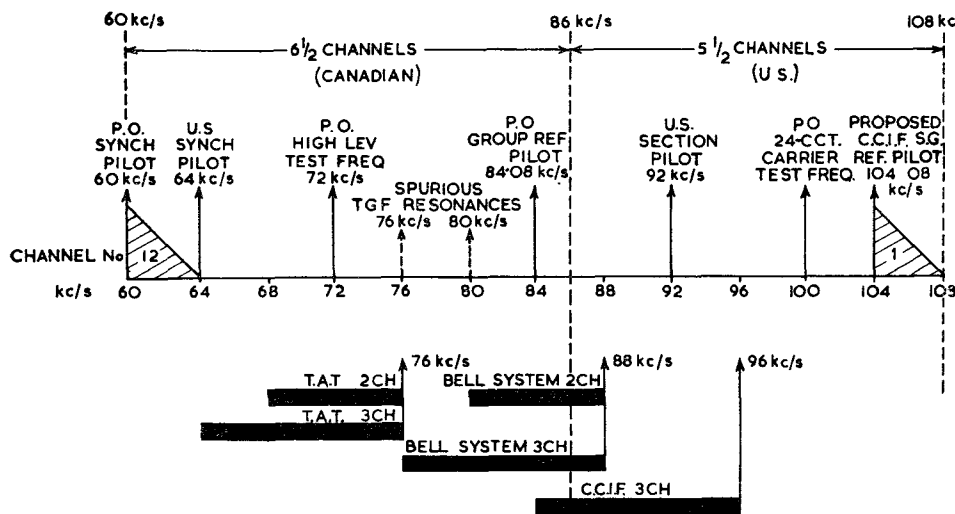 60 kc/s
86 kc/s
108 kc
6½ CHANNELS
(CANADIAN)
5½ CHANNELS
(U.S.)
P.O.
SYNCH
PILOT
60 kc/s
U.S
SYNCH
PILOT
64 kc/s
P.O.
HIGH LEV
TEST FREQ
72 kc/s
SPURIOUS
TGF RESONANCES
76 kc/s
80 kc/s
P.O
GROUP REF
PILOT
84·08 kc/s
U.S.
SECTION
PILOT
92 kc/s
PO
24-CCT.
CARRIER
TEST FREQ.
PROPOSED
C.C.I.F. S.G.
REF. PILOT
104 08
kc/s
CHANNEL No
12
1
kc/s
60
64
68
72
76
80
84
88
92
96
100
104
103
76 kc/s
88 kc/s
96 kc/s
T.A.T 2CH
BELL SYSTEM 2CH
T.A.T. 3CH
BELL SYSTEM 3CH
C.C.I.F. 3CH